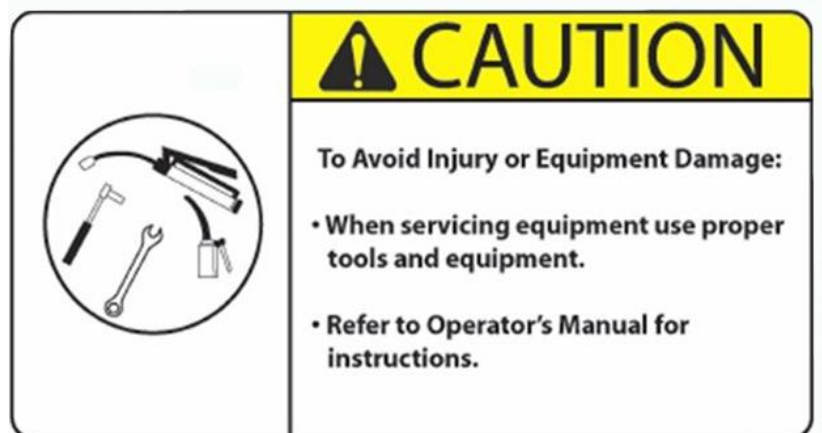 CAUTION
To Avoid Injury or Equipment Damage:
• When servicing equipment use proper
tools and equipment.
• Refer to Operator’s Manual for
instructions.